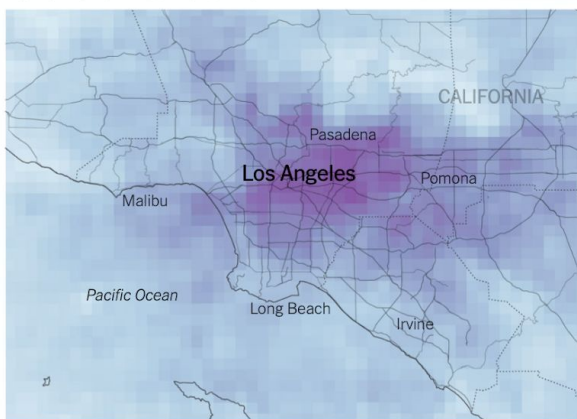 CALIFORNIA
Pasadena
Los Angeles
Pomona
Malibu
Pacific Ocean
Long Beach
Irvine